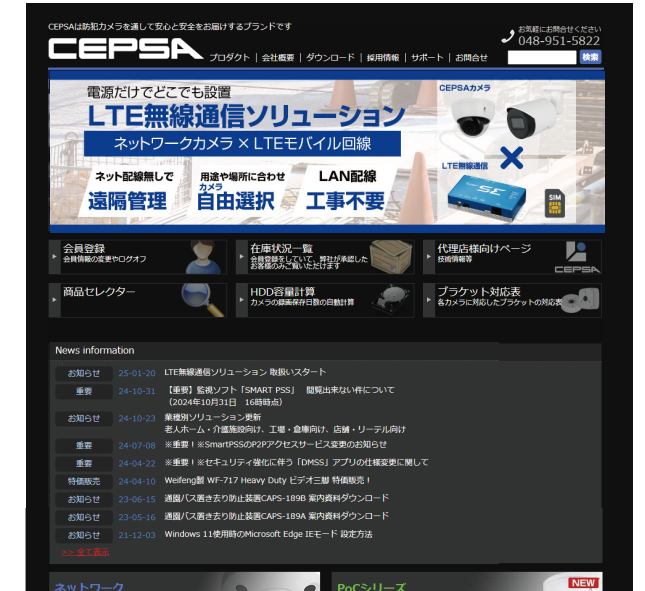 CEPSAは防犯カメラを通して安心と安全をお届けするブランドです
お気軽にお問合せください
048-951-5822
CEPSA
プロダクト | 会社概要 | ダウンロード | 採用情報 | サポート | お問合せ
検索
電源だけでどこでも設置
LTE無線通信ソリューション
ネットワークカメラ × LTEモバイル回線
CEPSAカメラ
LTE無線通信
SIM
ネット配線無しで
遠隔管理
用途や場所に合わせ
カメラ
自由選択
LAN配線
工事不要
会員登録
会員情報の変更やログオフ
在庫状況一覧
会員登録をしていて、弊社が承認した
お客様のみご覧いただけます
代理店様向けページ
技術情報等
CEPSA
商品セレクター
HDD容量計算
カメラの録画保存日数の自動計算
ブラケット対応表
各カメラに対応したブラケットの対応表
News information
お知らせ 25-01-20 LTE無線通信ソリューション 取扱いスタート
重要 24-10-31 【重要】監視ソフト「SMART PSS」 閲覧出来ない件について
（2024年10月31日 16時時点）
お知らせ 24-10-23 業種別ソリューション更新
老人ホーム・介護施設向け、工場・倉庫向け、店舗・リーテル向け
重要 24-07-08 ※重要！※SmartPSSのP2Pアクセスサービス変更のお知らせ
重要 24-04-22 ※重要！※セキュリティ強化に伴う「DMSS」アプリの仕様変更に関して
特価販売 24-04-10 Weifeng製 WF-717 Heavy Duty ビデオ三脚 特価販売！
お知らせ 23-06-15 通園バス置き去り防止装置CAPS-189B 案内資料ダウンロード
お知らせ 23-05-16 通園バス置き去り防止装置CAPS-189A 案内資料ダウンロード
お知らせ 21-12-03 Windows 11使用時のMicrosoft Edge IEモード 設定方法
>> 全て表示
ネットワーク
PoCシリーズ
NEW